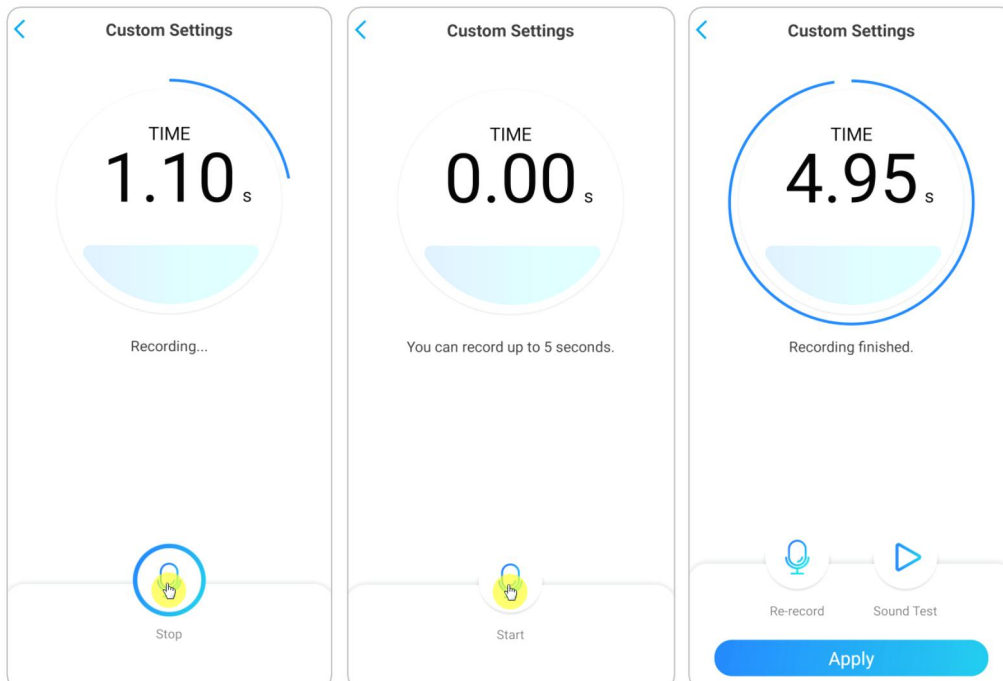 Custom Settings
TIME
1.10 s
Recording...
Stop
Custom Settings
TIME
0.00 s
You can record up to 5 seconds.
Start
Custom Settings
TIME
4.95 s
Recording finished.
Re-record
Sound Test
Apply